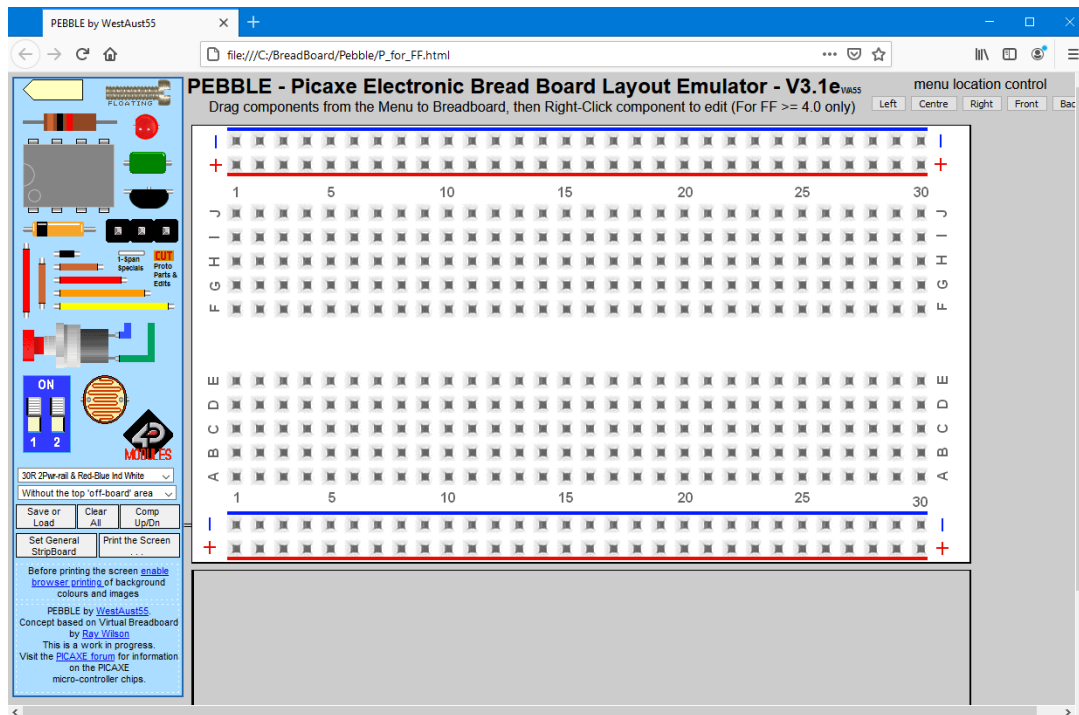 PEBBLE by WestAust55
file:///C:/BreadBoard/Pebble/P_for_FF.html
PEBBLE - Picaxe Electronic Bread Board Layout Emulator - V3.1e WA55
Drag components from the Menu to Breadboard, then Right-Click component to edit (For FF >= 4.0 only)
menu location control
Left Centre Right Front Bac
FLOATING
1-Span
Specials
CUT
Proto
Parts &
Edits
ON
1 2
4D
MODULES
30R 2Pwr-rail & Red-Blue Ind White
Without the top 'off-board' area
Save or
Load
Clear
All
Comp
Up/Dn
Set General
StripBoard
Print the Screen
. . .
Before printing the screen enable
browser printing of background
colours and images
PEBBLE by WestAust55.
Concept based on Virtual Breadboard
by Ray Wilson
This is a work in progress.
Visit the PICAXE forum for information
on the PICAXE
micro-controller chips.
— —
+ +
1 5 10 15 20 25 30
J J
I I
H H
G G
F F
E E
D D
C C
B B
A A
1 5 10 15 20 25 30
— —
+ +